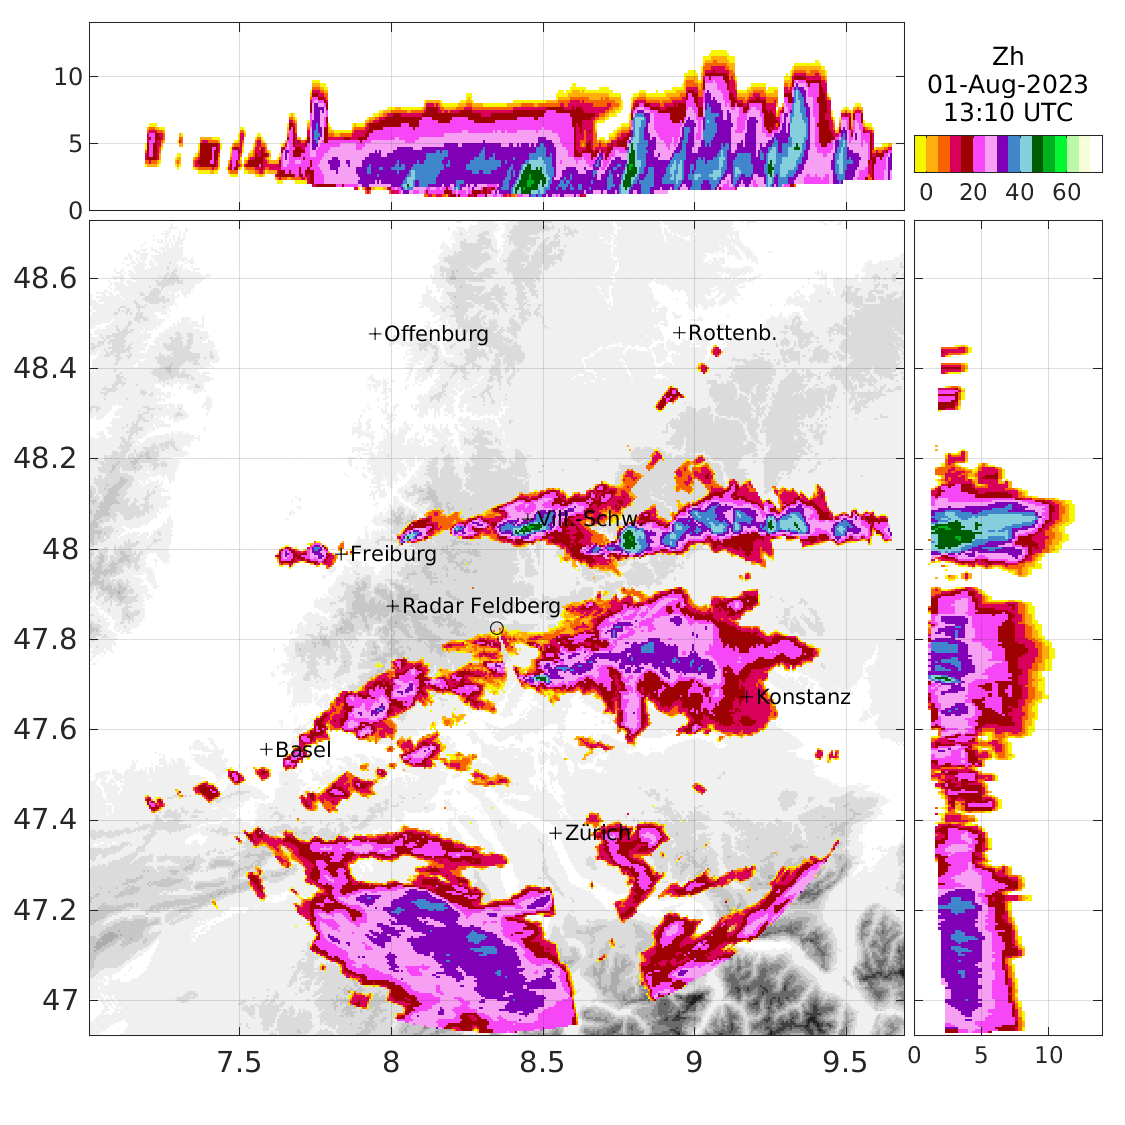 Zh
01-Aug-2023
13:10 UTC
0 20 40 60
10
5
0
48.6
48.4
48.2
48
47.8
47.6
47.4
47.2
47
+Offenburg
+Rottenb.
+Vill.-Schw.
+Freiburg
+Radar Feldberg
+Konstanz
+Basel
+Zürich
7.5 8 8.5 9 9.5
0 5 10